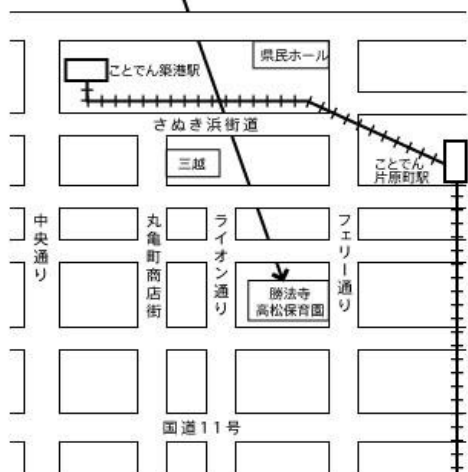 県民ホール
ことでん築港駅
さぬき浜街道
三越
ことでん
片原町駅
中央通り
丸亀町商店街
ライオン通り
フェリー通り
勝法寺
高松保育園
国道11号